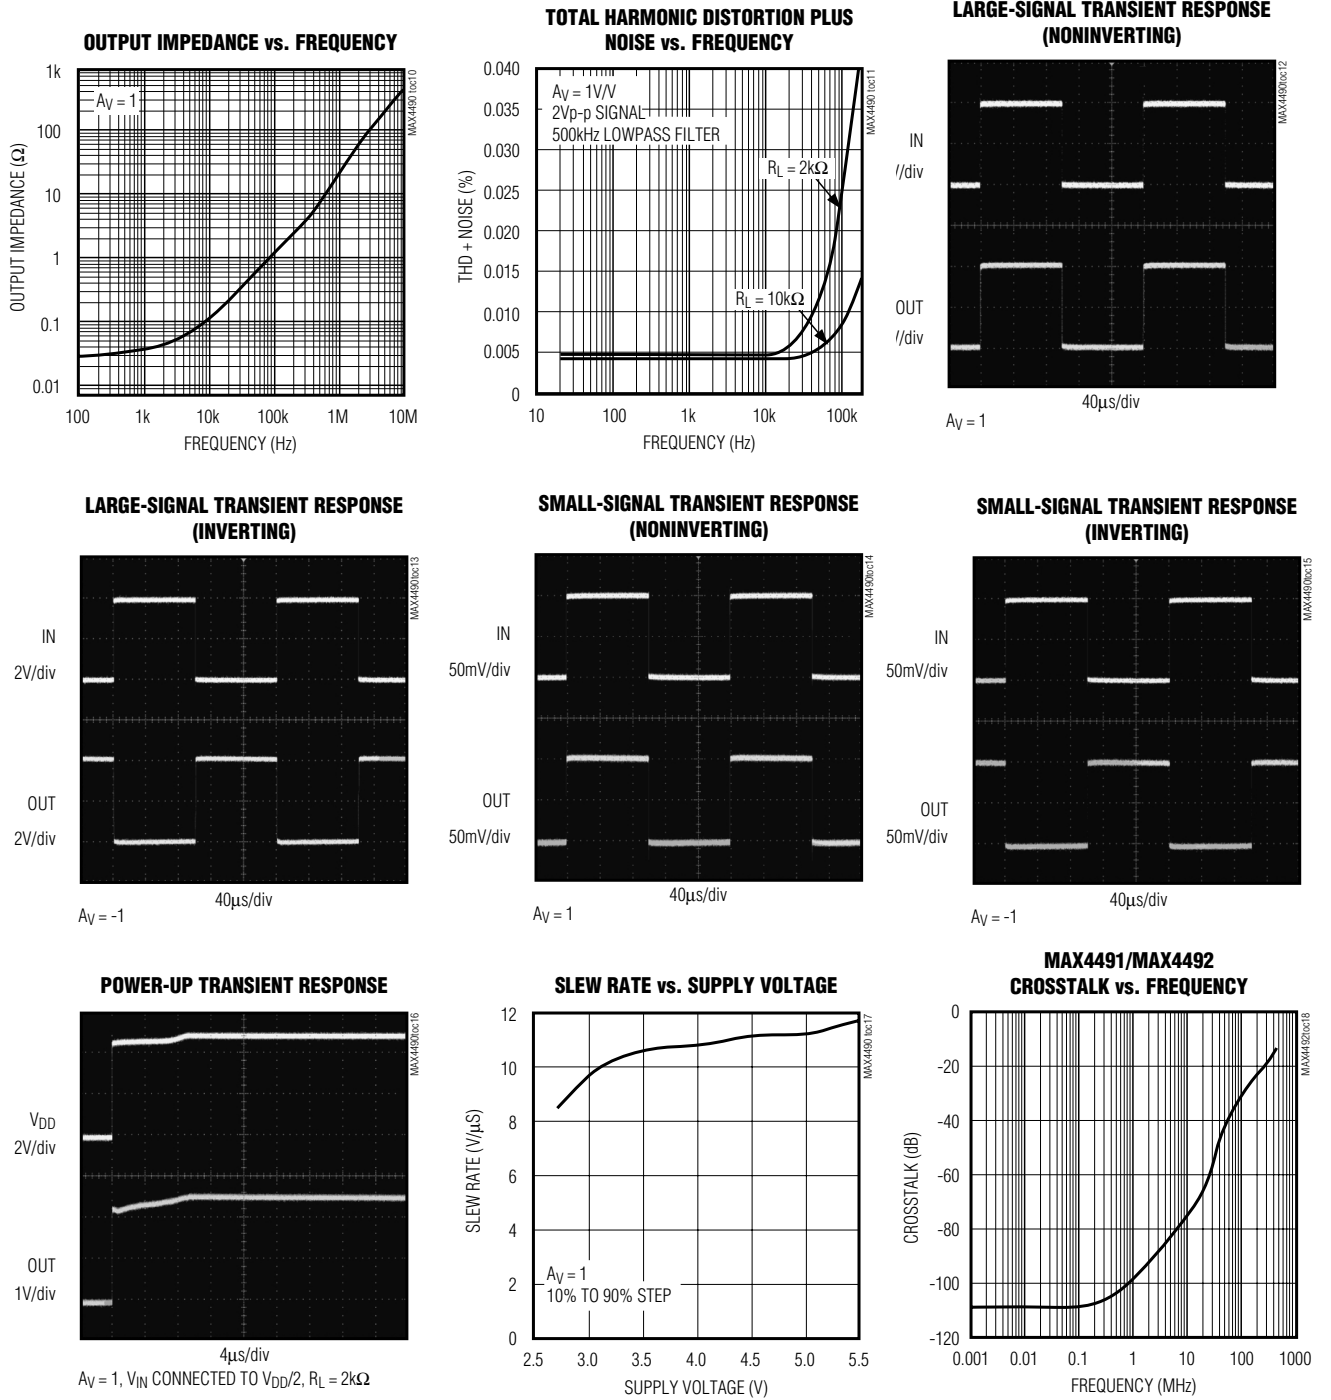 OUTPUT IMPEDANCE vs. FREQUENCY
1k
100
10
1
0.1
0.01
OUTPUT IMPEDANCE (Ω)
AV = 1
MAX4490 toc10
100
1k
10k
100k
1M
10M
FREQUENCY (Hz)
TOTAL HARMONIC DISTORTION PLUS
NOISE vs. FREQUENCY
0.040
0.035
0.030
0.025
0.020
0.015
0.010
0.005
0
THD + NOISE (%)
AV = 1V/V
2Vp-p SIGNAL
500kHz LOWPASS FILTER
RL = 2kΩ
RL = 10kΩ
MAX4490 toc11
10
100
1k
10k
100k
FREQUENCY (Hz)
LARGE-SIGNAL TRANSIENT RESPONSE
(NONINVERTING)
IN
/div
OUT
/div
MAX4490toc12
40μs/div
AV = 1
LARGE-SIGNAL TRANSIENT RESPONSE
(INVERTING)
IN
2V/div
OUT
2V/div
MAX4490toc13
40μs/div
AV = -1
SMALL-SIGNAL TRANSIENT RESPONSE
(NONINVERTING)
IN
50mV/div
OUT
50mV/div
MAX4490toc14
40μs/div
AV = 1
SMALL-SIGNAL TRANSIENT RESPONSE
(INVERTING)
IN
50mV/div
OUT
50mV/div
MAX4490toc15
40μs/div
AV = -1
POWER-UP TRANSIENT RESPONSE
VDD
2V/div
OUT
1V/div
MAX4490toc16
4μs/div
AV = 1, VIN CONNECTED TO VDD/2, RL = 2kΩ
SLEW RATE vs. SUPPLY VOLTAGE
12
10
8
6
4
2
0
SLEW RATE (V/μS)
AV = 1
10% TO 90% STEP
MAX4490 toc17
2.5
3.0
3.5
4.0
4.5
5.0
5.5
SUPPLY VOLTAGE (V)
MAX4491/MAX4492
CROSSTALK vs. FREQUENCY
0
-20
-40
-60
-80
-100
-120
CROSSTALK (dB)
MAX4492toc18
0.001
0.01
0.1
1
10
100
1000
FREQUENCY (MHz)